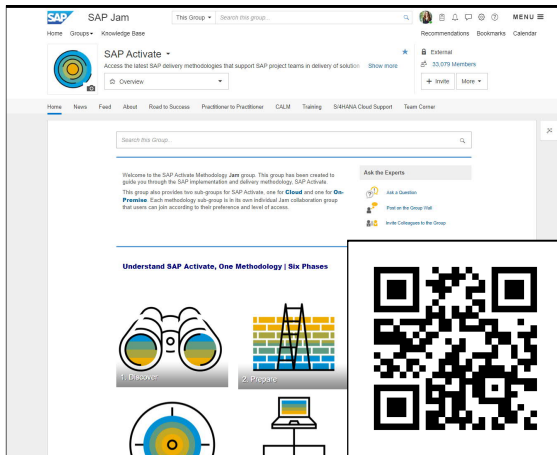 SAP SAP Jam This Group Search this group... MENU
Home Groups Knowledge Base Recommendations Bookmarks Calendar
SAP Activate
Access the latest SAP delivery methodologies that support SAP project teams in delivery of solution Show more
Overview
External
33,079 Members
+ Invite More
Home News Feed About Road to Success Practitioner to Practitioner CALM Training S/4HANA Cloud Support Team Corner
Search this Group...
Welcome to the SAP Activate Methodology Jam group. This group has been created to
guide you through the SAP implementation and delivery methodology, SAP Activate.
This group also provides two sub-groups for SAP Activate, one for Cloud and one for On-
Premise. Each methodology sub-group is in its own individual Jam collaboration group
that users can join according to their preference and level of access.
Ask the Experts
Ask a Question
Post on the Group Wall
Invite Colleagues to the Group
Understand SAP Activate, One Methodology | Six Phases
1. Discover
2. Prepare